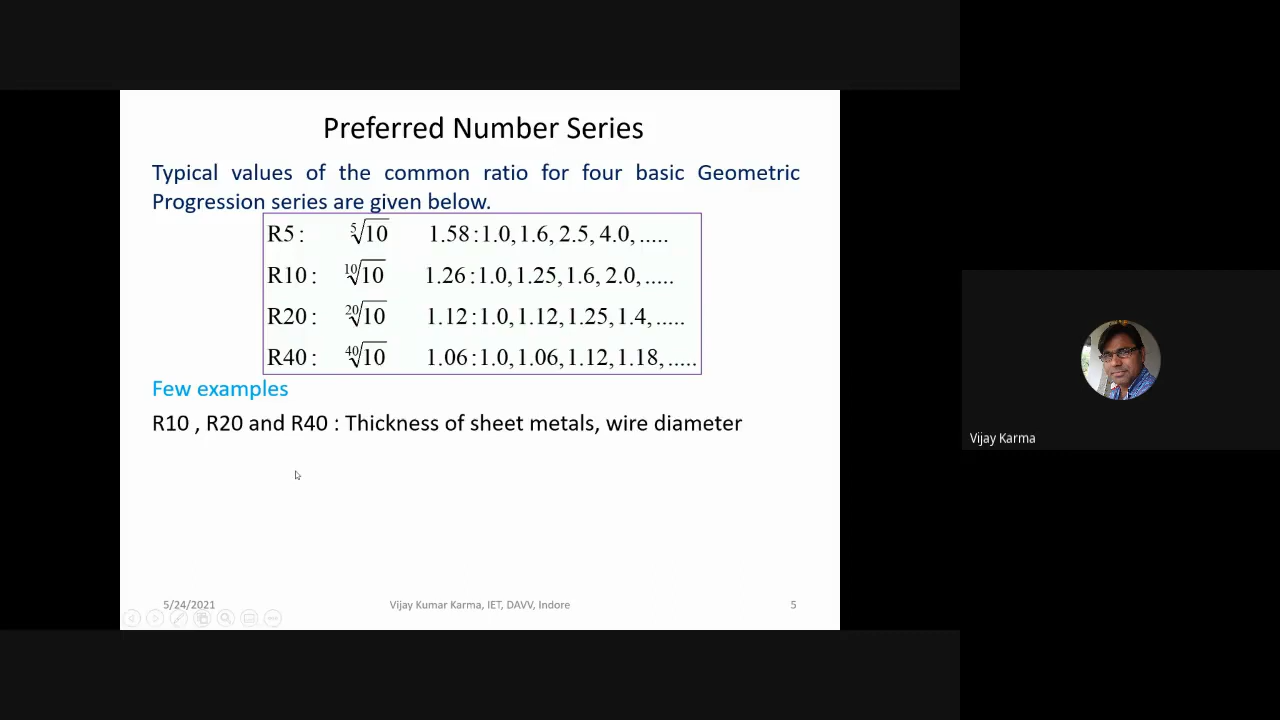 Preferred Number Series
Typical values of the common ratio for four basic Geometric
Progression series are given below.
R5 : ⁵√10 1.58 : 1.0, 1.6, 2.5, 4.0, .....
R10 : ¹⁰√10 1.26 : 1.0, 1.25, 1.6, 2.0, .....
R20 : ²⁰√10 1.12 : 1.0, 1.12, 1.25, 1.4, .....
R40 : ⁴⁰√10 1.06 : 1.0, 1.06, 1.12, 1.18, .....
Few examples
R10 , R20 and R40 : Thickness of sheet metals, wire diameter
Vijay Karma
5/24/2021 Vijay Kumar Karma, IET, DAVV, Indore 5